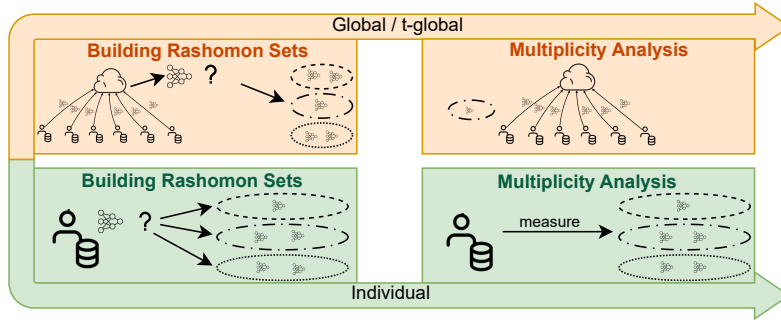 Global / t-global
Building Rashomon Sets
Multiplicity Analysis
?
Building Rashomon Sets
Multiplicity Analysis
?
measure
Individual